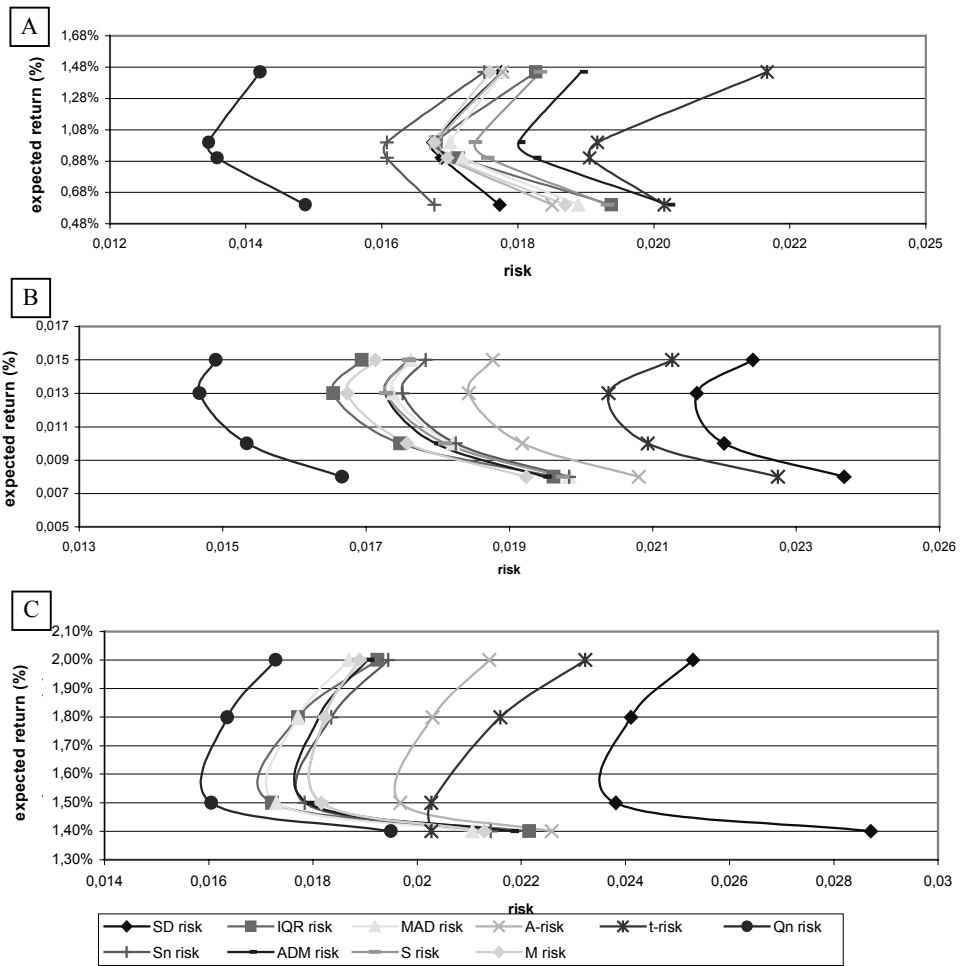 A
expected return (%)
1,68%
1,48%
1,28%
1,08%
0,88%
0,68%
0,48%
0,012 0,014 0,016 0,018 0,020 0,022 0,025
risk
B
expected return (%)
0,017
0,015
0,013
0,011
0,009
0,007
0,005
0,013 0,015 0,017 0,019 0,021 0,023 0,026
risk
C
expected return (%)
2,10%
2,00%
1,90%
1,80%
1,70%
1,60%
1,50%
1,40%
1,30%
0,014 0,016 0,018 0,02 0,022 0,024 0,026 0,028 0,03
risk
SD risk IQR risk MAD risk A-risk t-risk Qn risk
Sn risk ADM risk S risk M risk